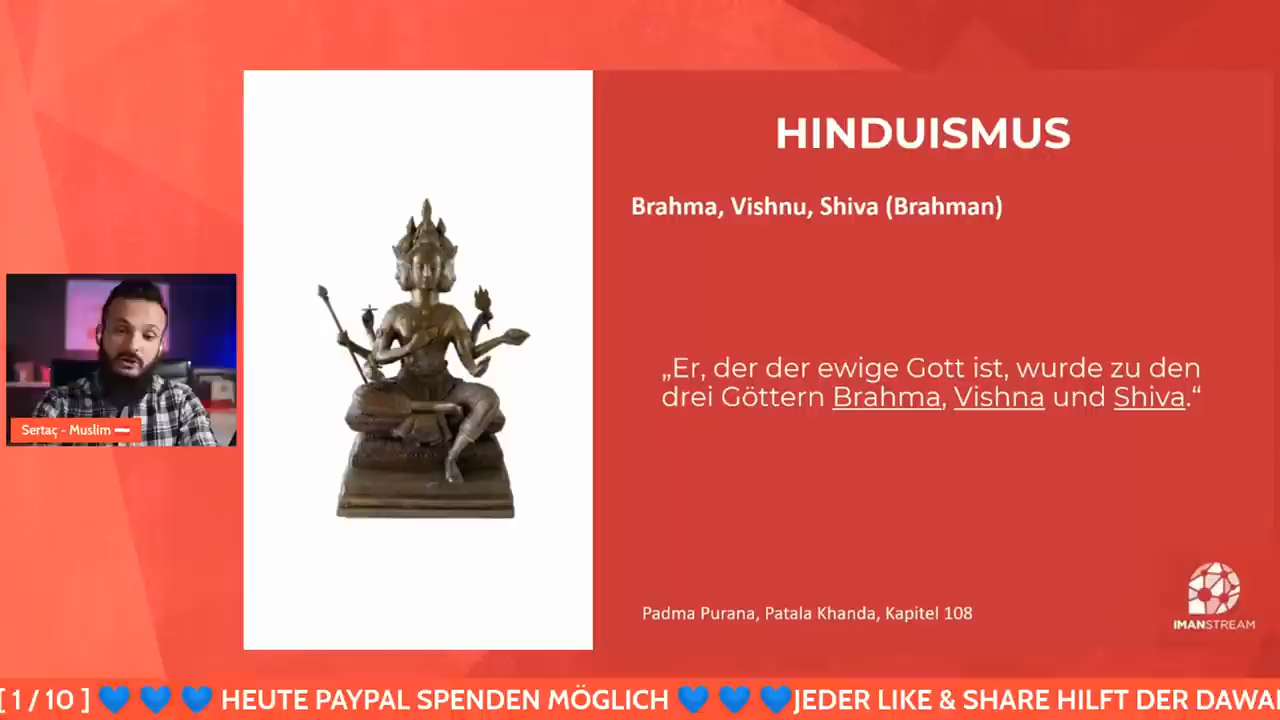 HINDUISMUS
Brahma, Vishnu, Shiva (Brahman)
„Er, der der ewige Gott ist, wurde zu den
drei Göttern Brahma, Vishna und Shiva.“
Sertaç - Muslim
Padma Purana, Patala Khanda, Kapitel 108
IMANSTREAM
[ 1 / 10 ] 💙 💙 💙 HEUTE PAYPAL SPENDEN MÖGLICH 💙 💙 💙JEDER LIKE & SHARE HILFT DER DAWA